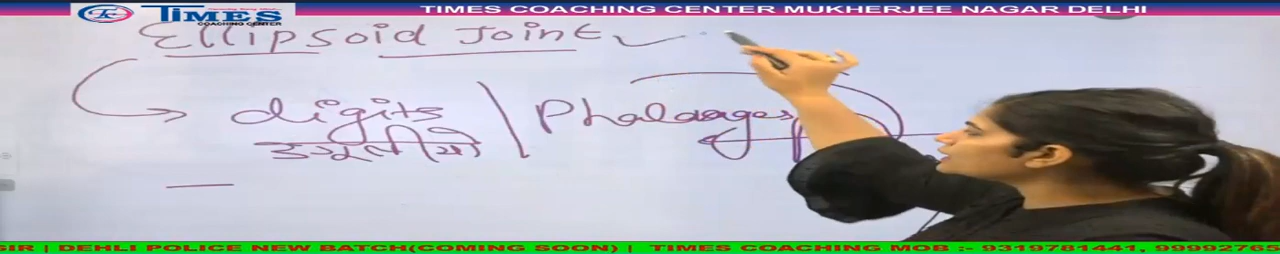 TIMES COACHING CENTER MUKHERJEE NAGAR DELHI
TIMES
COACHING CENTER
Ellipsoid Joint
digits | Phalanges
SIR | DEHLI POLICE NEW BATCH(COMING SOON) | TIMES COACHING MOB :- 9319781441, 99992765